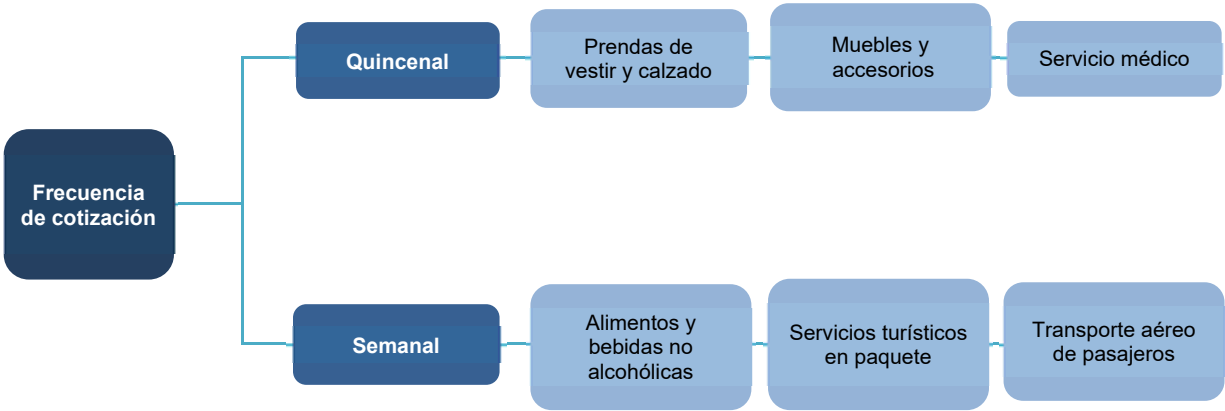 Frecuencia
de cotización
Quincenal
Prendas de
vestir y calzado
Muebles y
accesorios
Servicio médico
Semanal
Alimentos y
bebidas no
alcohólicas
Servicios turísticos
en paquete
Transporte aéreo
de pasajeros